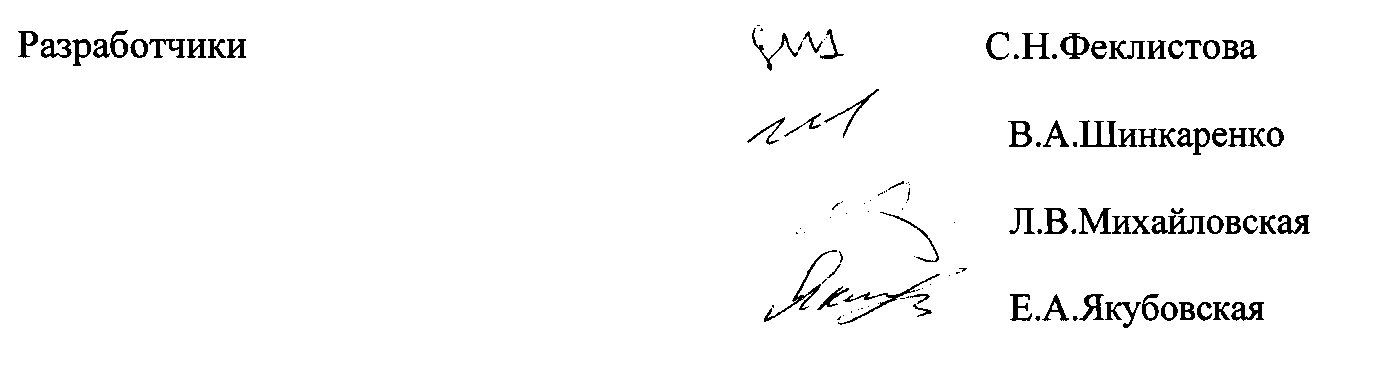 Разработчики С.Н.Феклистова
В.А.Шинкаренко
Л.В.Михайловская
Е.А.Якубовская